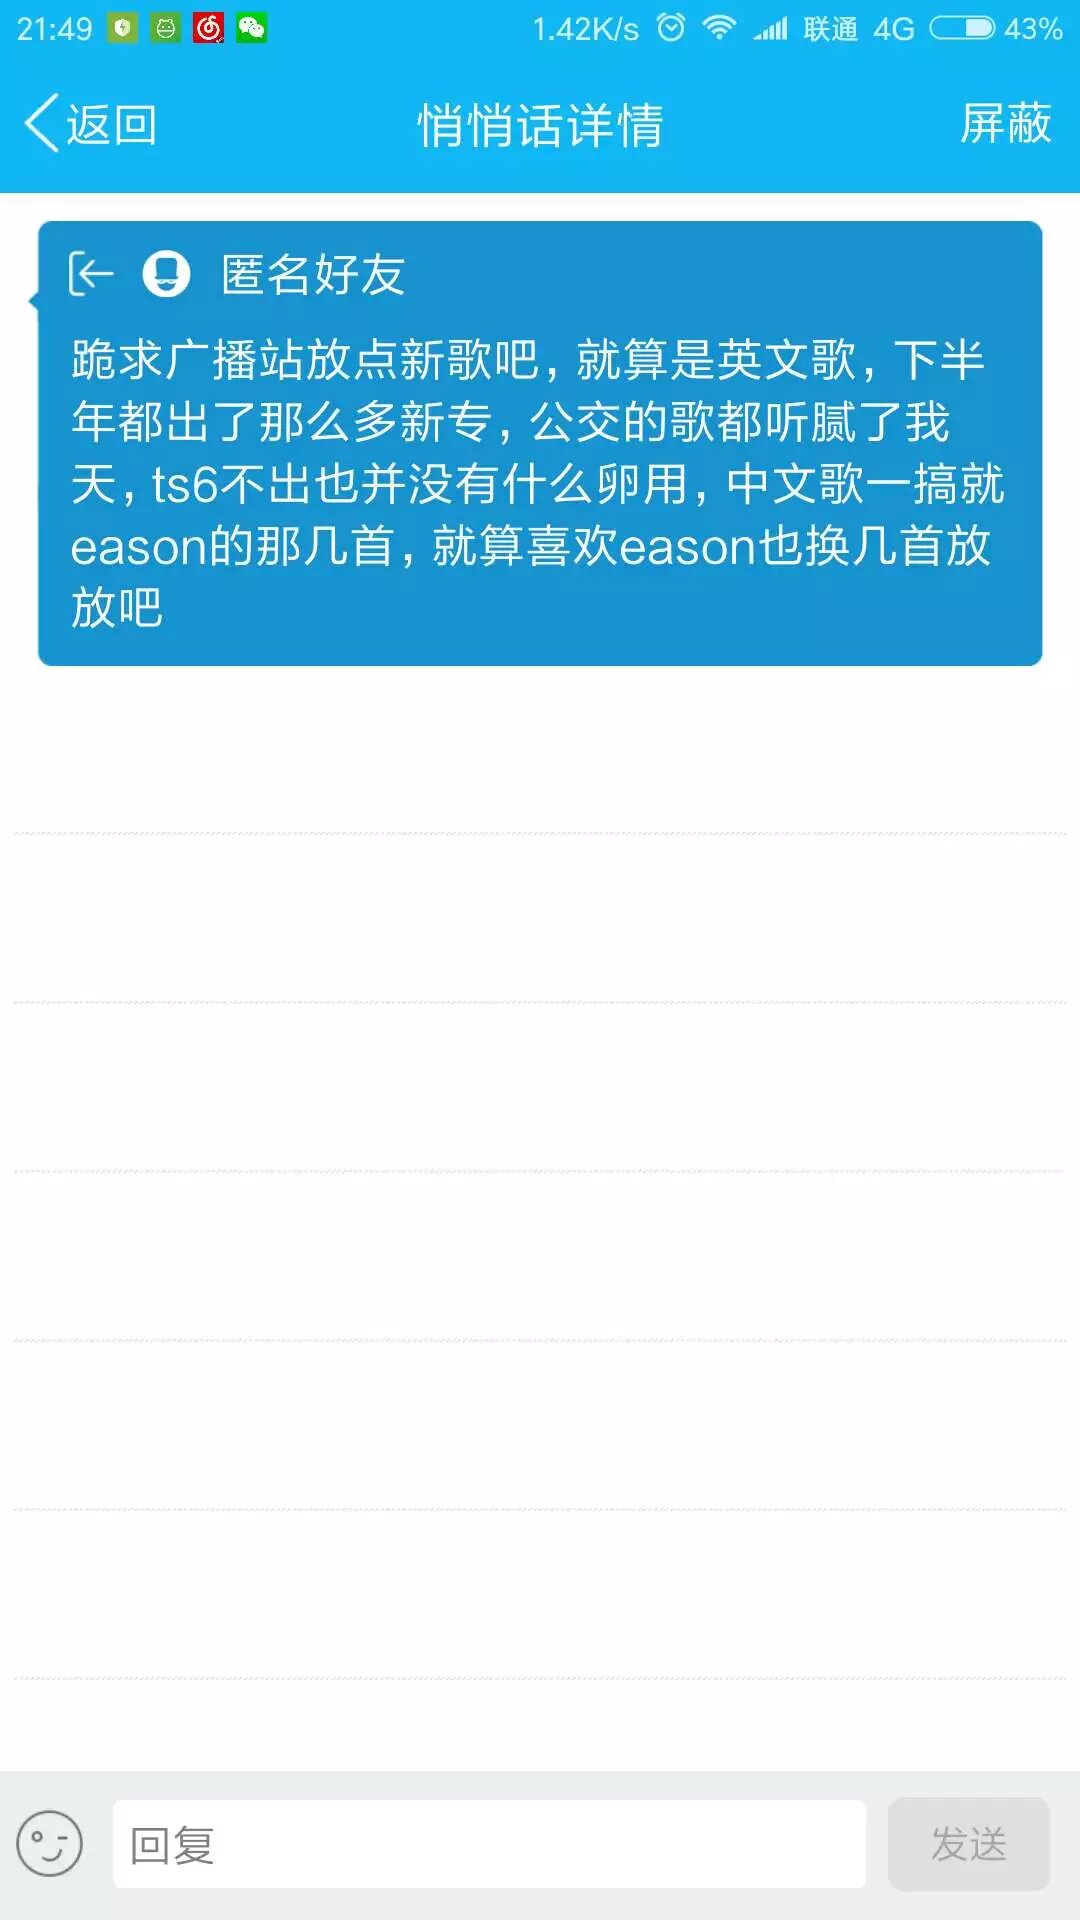 21:49 1.42K/s 联通 4G 43%
返回 悄悄话详情 屏蔽
匿名好友
跪求广播站放点新歌吧，就算是英文歌，下半
年都出了那么多新专，公交的歌都听腻了我
天，ts6不出也并没有什么卵用，中文歌一搞就
eason的那几首，就算喜欢eason也换几首放
放吧
回复 发送